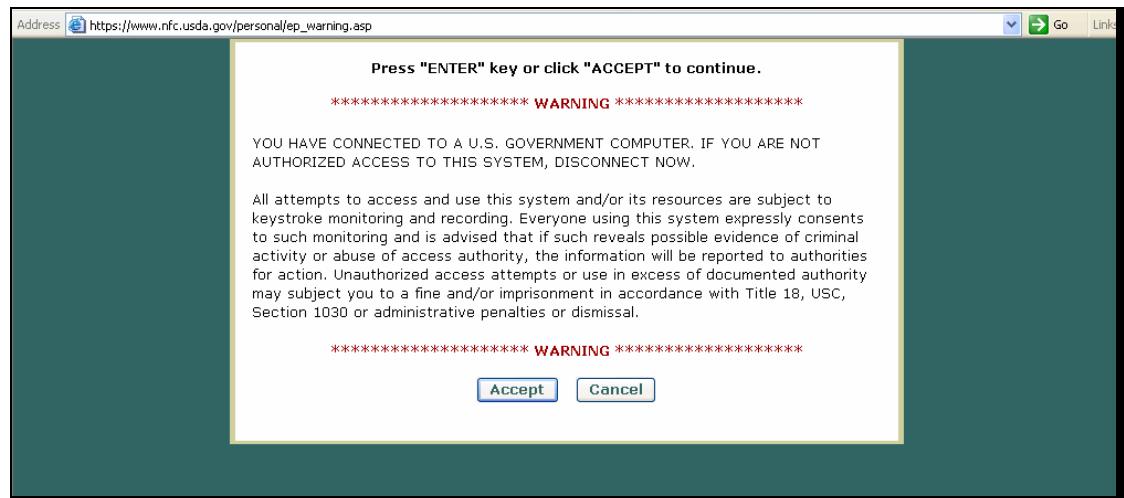 Address https://www.nfc.usda.gov/personal/ep_warning.asp Go Links
Press "ENTER" key or click "ACCEPT" to continue.
******************** WARNING *******************
YOU HAVE CONNECTED TO A U.S. GOVERNMENT COMPUTER. IF YOU ARE NOT
AUTHORIZED ACCESS TO THIS SYSTEM, DISCONNECT NOW.
All attempts to access and use this system and/or its resources are subject to
keystroke monitoring and recording. Everyone using this system expressly consents
to such monitoring and is advised that if such reveals possible evidence of criminal
activity or abuse of access authority, the information will be reported to authorities
for action. Unauthorized access attempts or use in excess of documented authority
may subject you to a fine and/or imprisonment in accordance with Title 18, USC,
Section 1030 or administrative penalties or dismissal.
******************** WARNING *******************
Accept Cancel